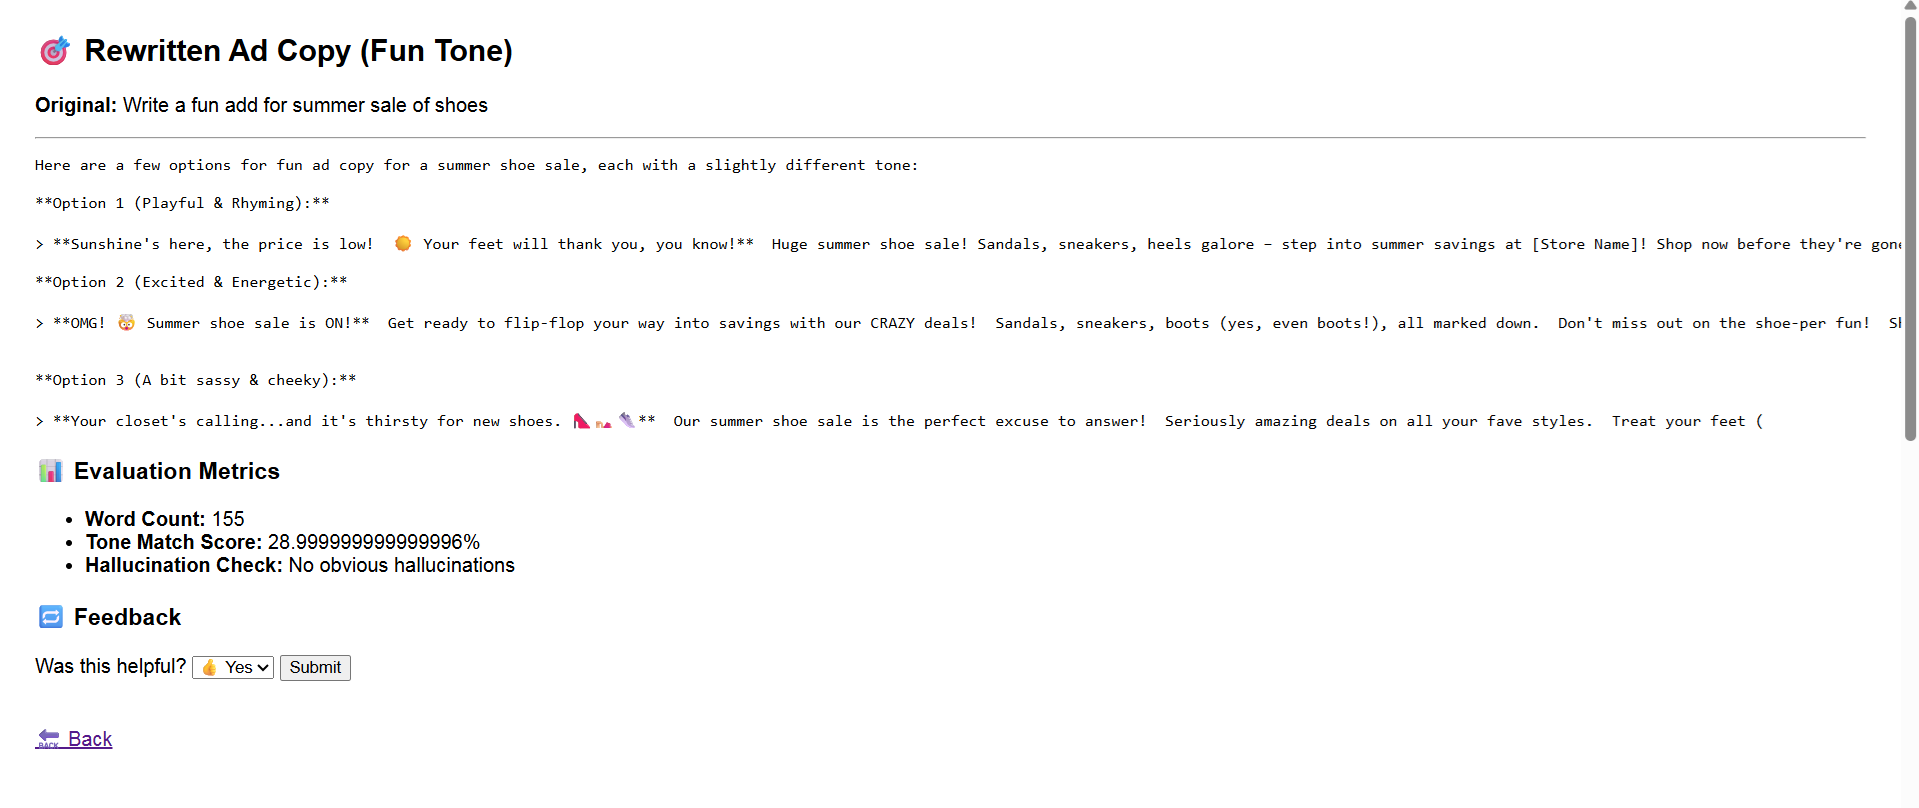 🎯 Rewritten Ad Copy (Fun Tone)
Original: Write a fun add for summer sale of shoes
Here are a few options for fun ad copy for a summer shoe sale, each with a slightly different tone:
**Option 1 (Playful & Rhyming):**
> **Sunshine's here, the price is low!  ☀️ Your feet will thank you, you know!**  Huge summer shoe sale! Sandals, sneakers, heels galore – step into summer savings at [Store Name]! Shop now before they're gone
**Option 2 (Excited & Energetic):**
> **OMG! 🤯 Summer shoe sale is ON!**  Get ready to flip-flop your way into savings with our CRAZY deals!  Sandals, sneakers, boots (yes, even boots!), all marked down.  Don't miss out on the shoe-per fun!
**Option 3 (A bit sassy & cheeky):**
> **Your closet's calling...and it's thirsty for new shoes. 👠👡👟**  Our summer shoe sale is the perfect excuse to answer!  Seriously amazing deals on all your fave styles.  Treat your feet (
📊 Evaluation Metrics
• Word Count: 155
• Tone Match Score: 28.999999999999996%
• Hallucination Check: No obvious hallucinations
🔁 Feedback
Was this helpful? 👍 Yes Submit
🔙 Back